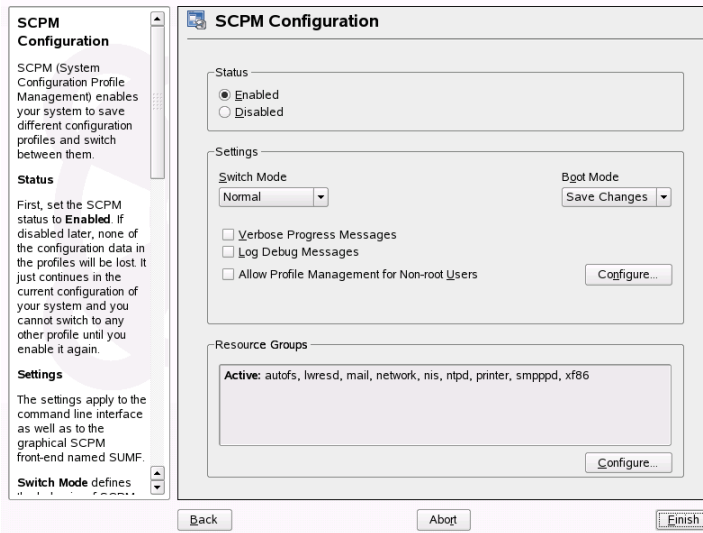 SCPM
Configuration
SCPM (System
Configuration Profile
Management) enables
your system to save
different configuration
profiles and switch
between them.
Status
First, set the SCPM
status to Enabled. If
disabled later, none of
the configuration data in
the profiles will be lost. It
just continues in the
current configuration of
your system and you
cannot switch to any
other profile until you
enable it again.
Settings
The settings apply to the
command line interface
as well as to the
graphical SCPM
front-end named SUMF.
Switch Mode defines
SCPM Configuration
Status
Enabled
Disabled
Settings
Switch Mode
Normal
Boot Mode
Save Changes
Verbose Progress Messages
Log Debug Messages
Allow Profile Management for Non-root Users
Configure...
Resource Groups
Active: autofs, lwresd, mail, network, nis, ntpd, printer, smpppd, xf86
Configure...
Back
Abort
Finish